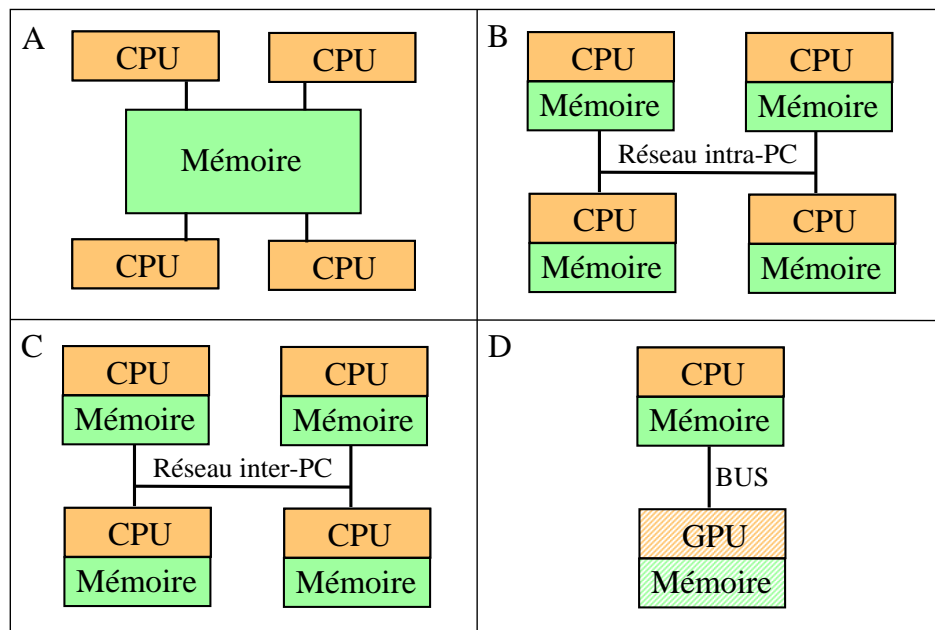 A
CPU
CPU
Mémoire
CPU
CPU
B
CPU
CPU
Mémoire
Mémoire
Réseau intra-PC
CPU
CPU
Mémoire
Mémoire
C
CPU
CPU
Mémoire
Mémoire
Réseau inter-PC
CPU
CPU
Mémoire
Mémoire
D
CPU
Mémoire
BUS
GPU
Mémoire